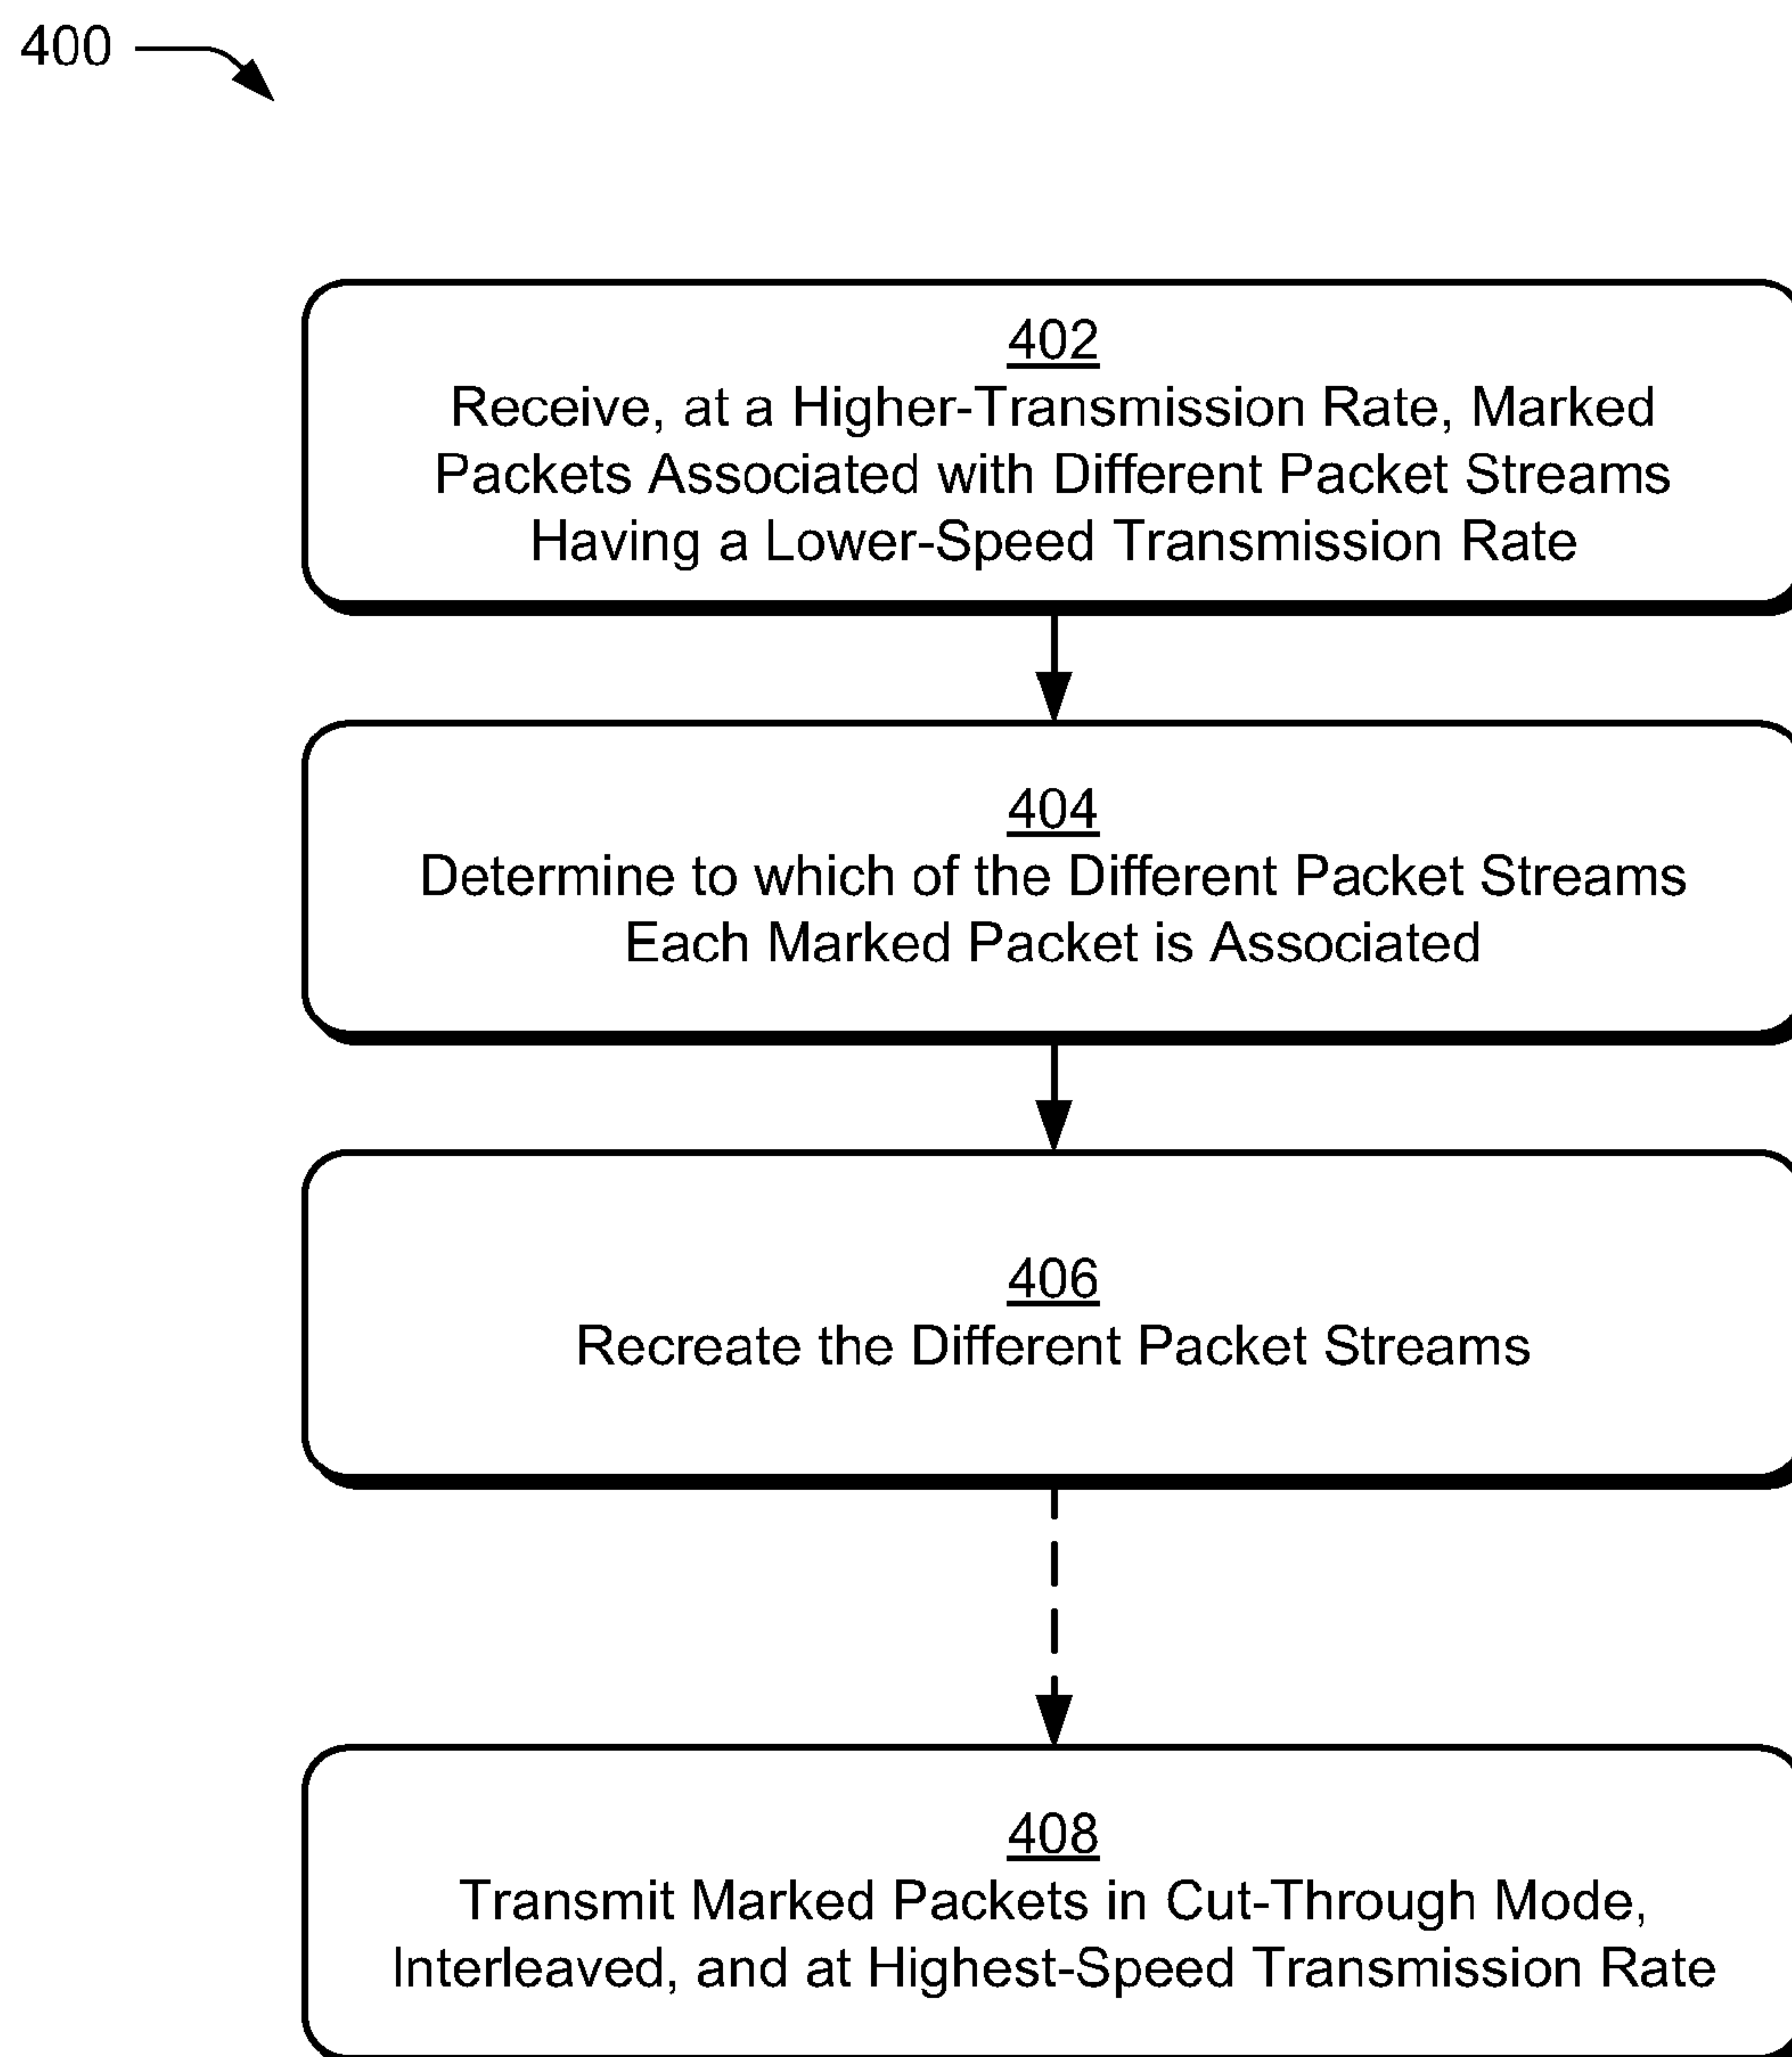 400
402
Receive, at a Higher-Transmission Rate, Marked
Packets Associated with Different Packet Streams
Having a Lower-Speed Transmission Rate
404
Determine to which of the Different Packet Streams
Each Marked Packet is Associated
406
Recreate the Different Packet Streams
408
Transmit Marked Packets in Cut-Through Mode,
Interleaved, and at Highest-Speed Transmission Rate